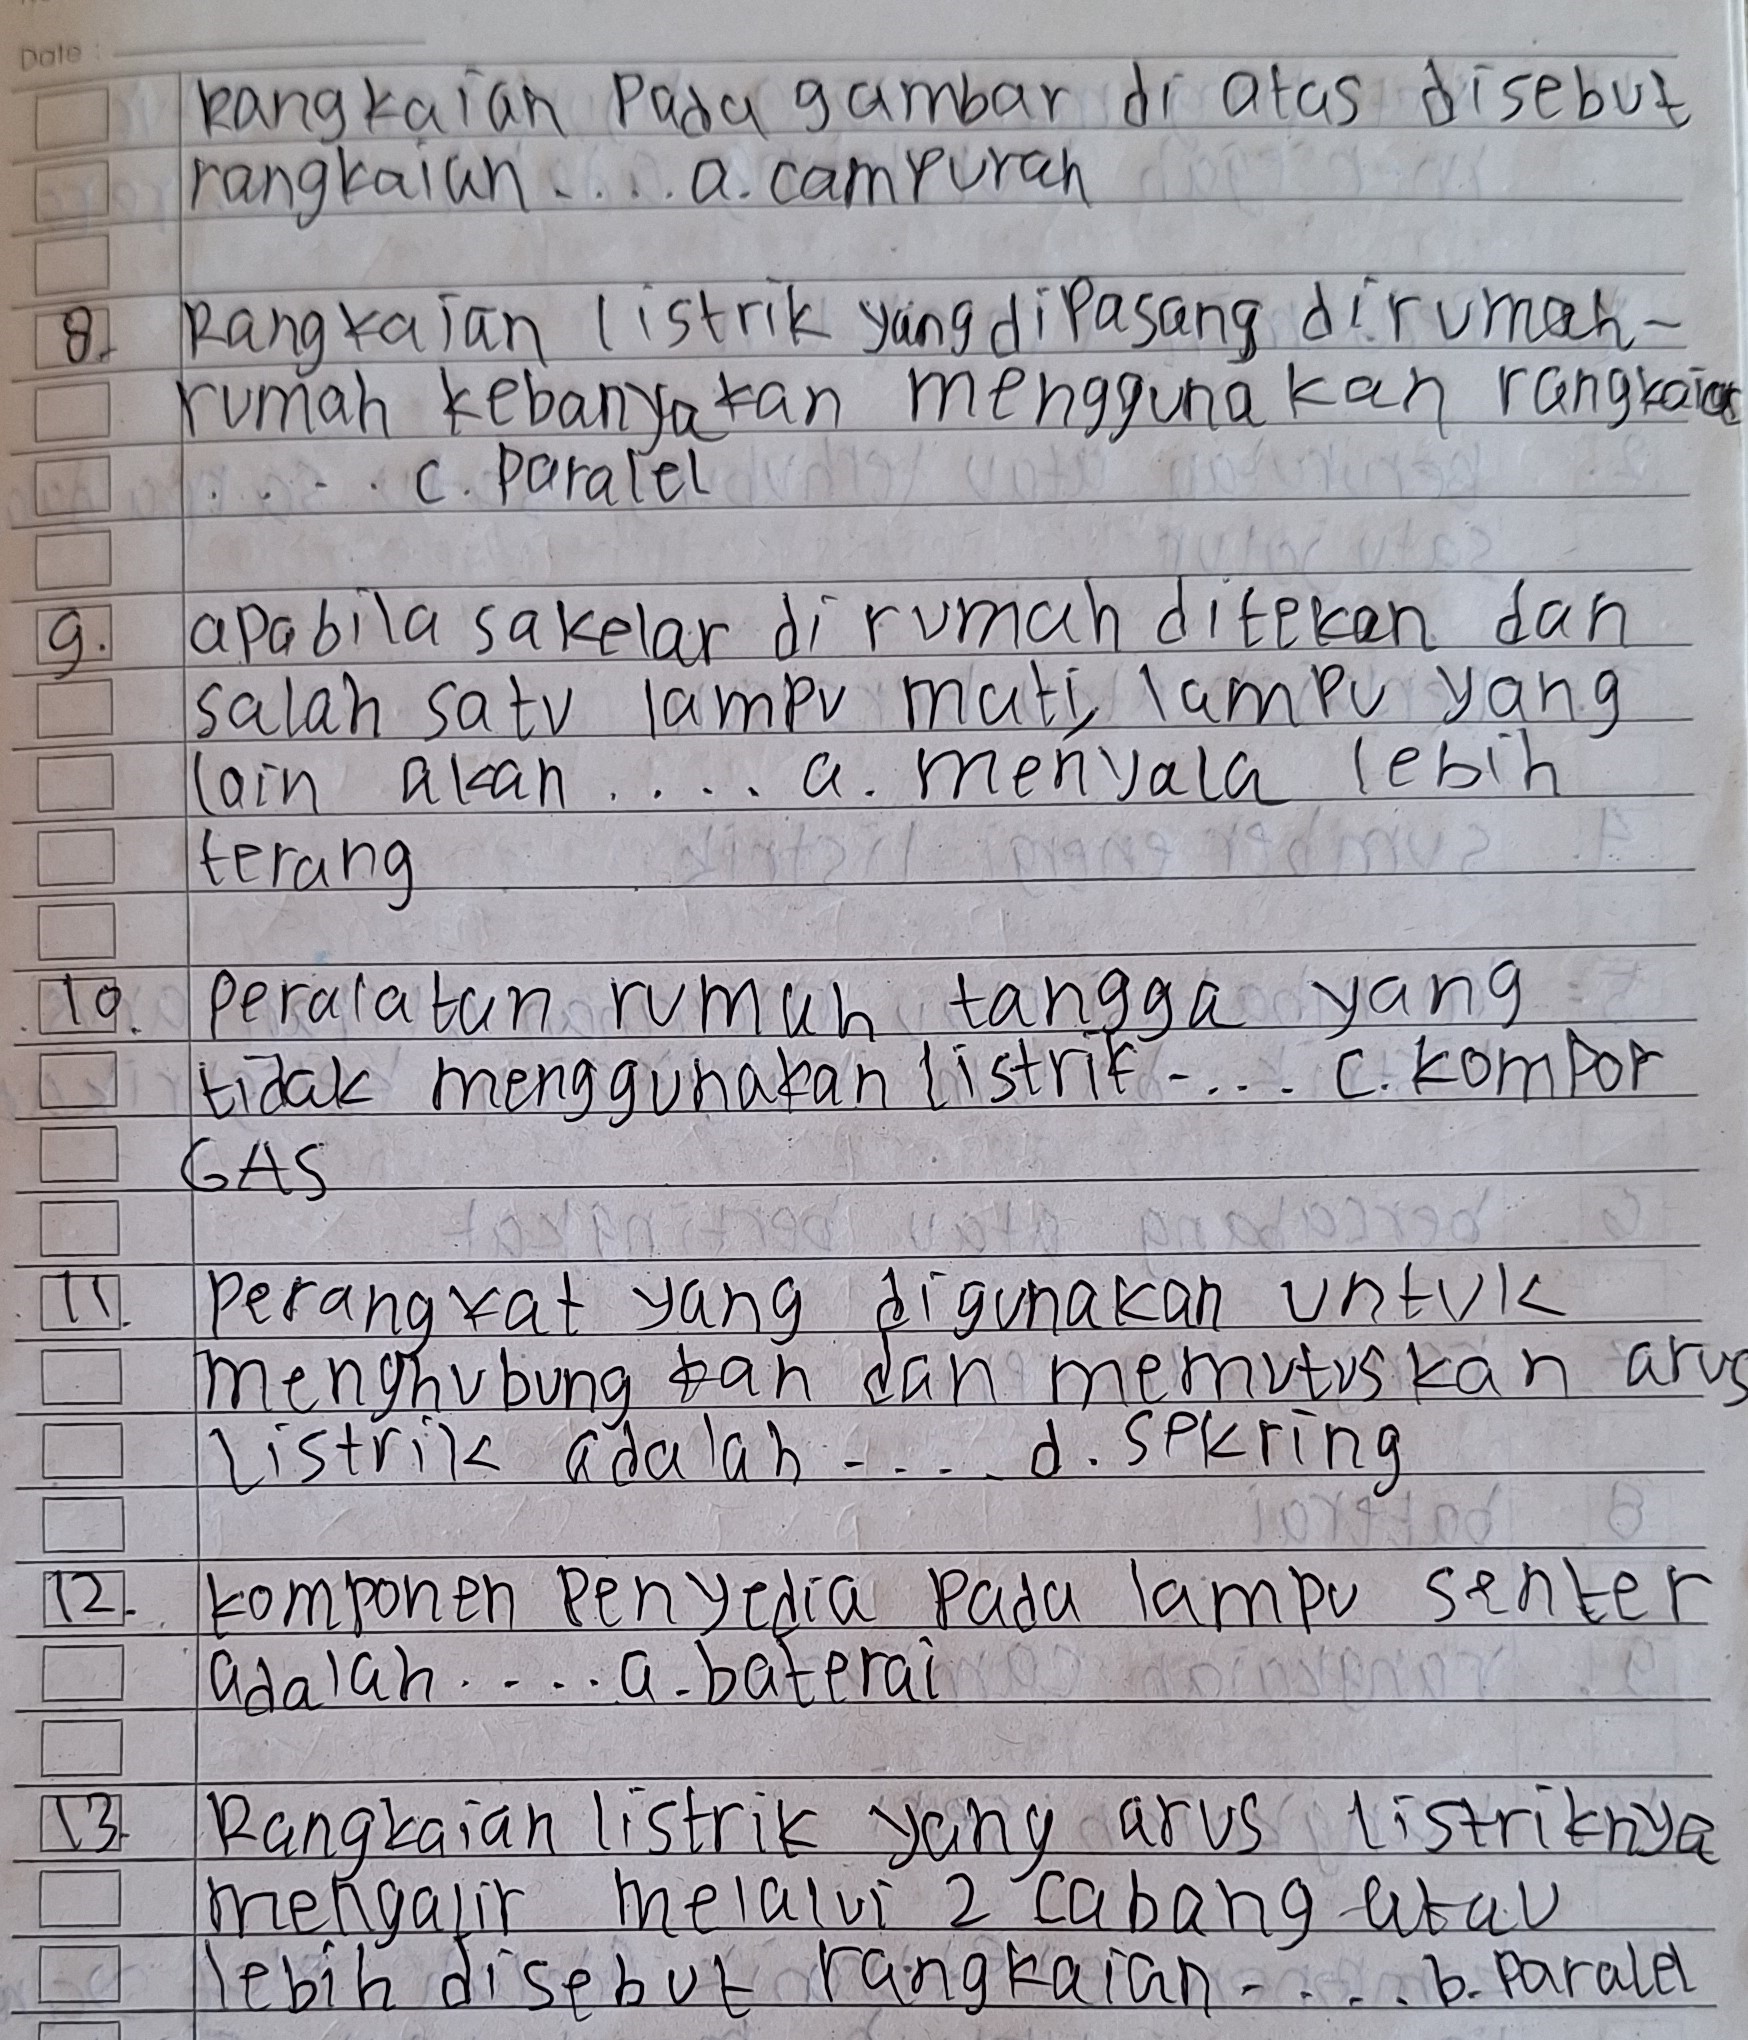 Date :
Rangkaian Pada gambar di atas disebut
rangkaian.... a. campuran
8. Rangkaian listrik yang dipasang dirumah-
rumah kebanyakan menggunakan rangkaian
.... c. Paralel
9. apabila sakelar di rumah ditekan dan
salah satu lampu mati, lampu yang
lain akan .... a. menyala lebih
terang
10. Peralatan rumah tangga yang
tidak menggunakan listrik .... c. kompor
GAS
11. Perangkat yang digunakan untuk
menghubungkan dan memutuskan arus
listrik adalah .... d. sekring
12. komponen Penyedia Pada lampu senter
adalah .... a. baterai
13. Rangkaian listrik yang arus listriknya
mengalir melalui 2 cabang atau
lebih disebut rangkaian .... b. Paralel